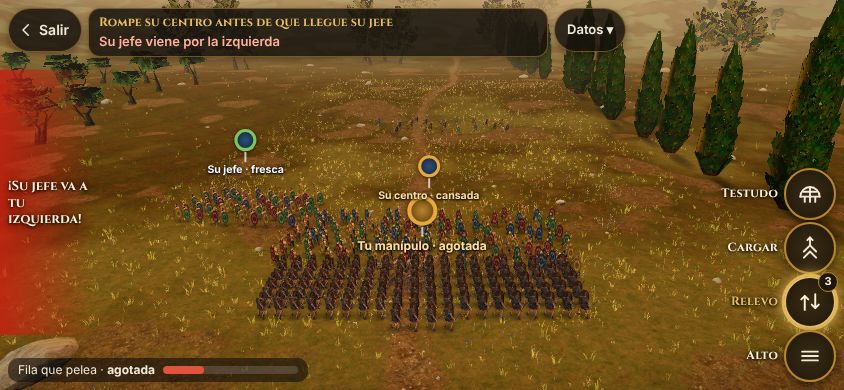 Salir
ROMPE SU CENTRO ANTES DE QUE LLEGUE SU JEFE
Su jefe viene por la izquierda
Datos ▾
¡SU JEFE VA A
TU
IZQUIERDA!
Su jefe · fresca
Su centro · cansada
Tu manípulo · agotada
TESTUDO
CARGAR
3
RELEVO
ALTO
Fila que pelea · agotada